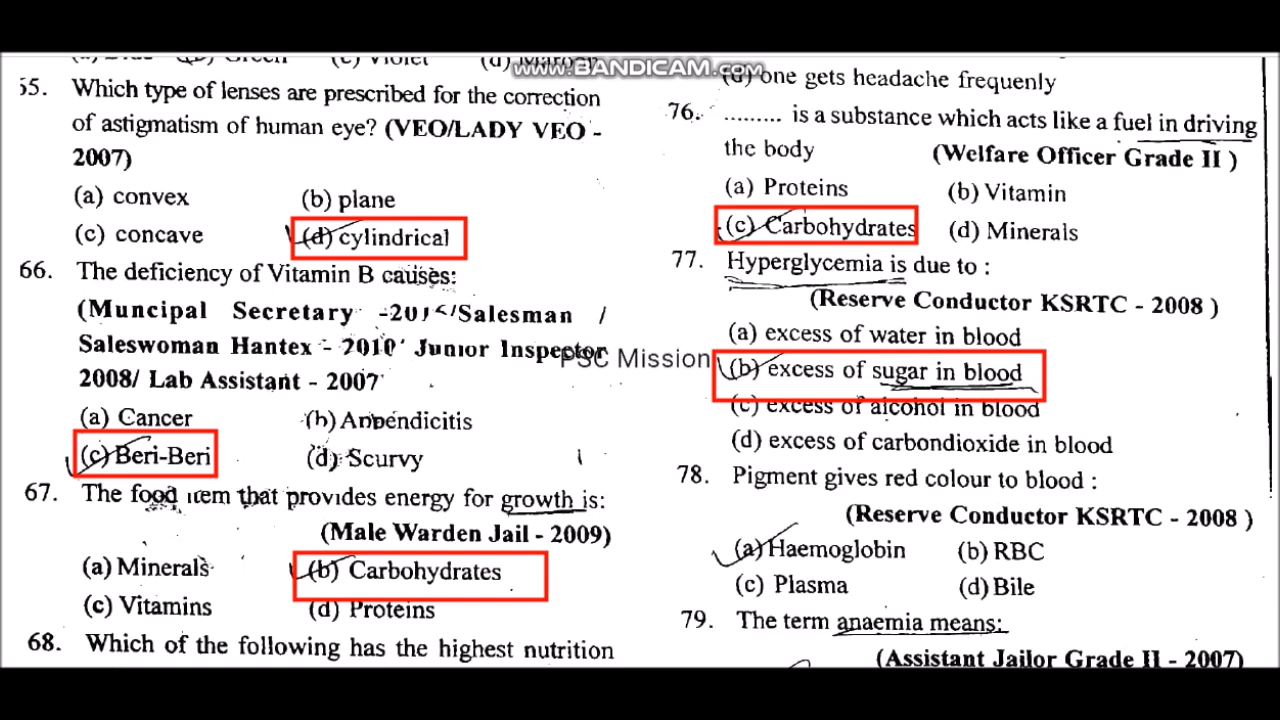 (c) Violet
www.BANDICAM.com
55. Which type of lenses are prescribed for the correction
of astigmatism of human eye? (VEO/LADY VEO -
2007)
(a) convex (b) plane
(c) concave (d) cylindrical
66. The deficiency of Vitamin B causes:
(Muncipal Secretary /Salesman /
Saleswoman Hantex - 2010 Junior Inspector
2008/ Lab Assistant - 2007
(a) Cancer (b) Appendicitis
(c) Beri-Beri (d) Scurvy
67. The food item that provides energy for growth is:
(Male Warden Jail - 2009)
(a) Minerals (b) Carbohydrates
(c) Vitamins (d) Proteins
68. Which of the following has the highest nutrition
PSC Mission
(d) one gets headache frequenly
76. ......... is a substance which acts like a fuel in driving
the body (Welfare Officer Grade II )
(a) Proteins (b) Vitamin
(c) Carbohydrates (d) Minerals
77. Hyperglycemia is due to :
(Reserve Conductor KSRTC - 2008 )
(a) excess of water in blood
(b) excess of sugar in blood
(c) excess of alcohol in blood
(d) excess of carbondioxide in blood
78. Pigment gives red colour to blood :
(Reserve Conductor KSRTC - 2008 )
(a) Haemoglobin (b) RBC
(c) Plasma (d) Bile
79. The term anaemia means:
(Assistant Jailor Grade II - 2007)